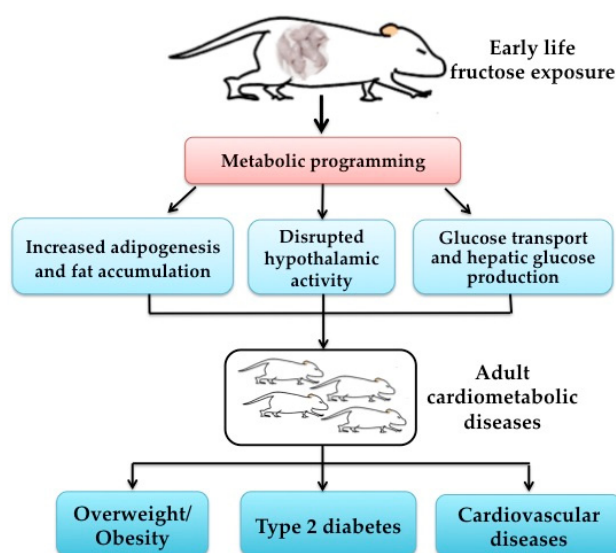 Early life
fructose exposure
Metabolic programming
Increased adipogenesis
and fat accumulation
Disrupted
hypothalamic
activity
Glucose transport
and hepatic glucose
production
Adult
cardiometabolic
diseases
Overweight/
Obesity
Type 2 diabetes
Cardiovascular
diseases